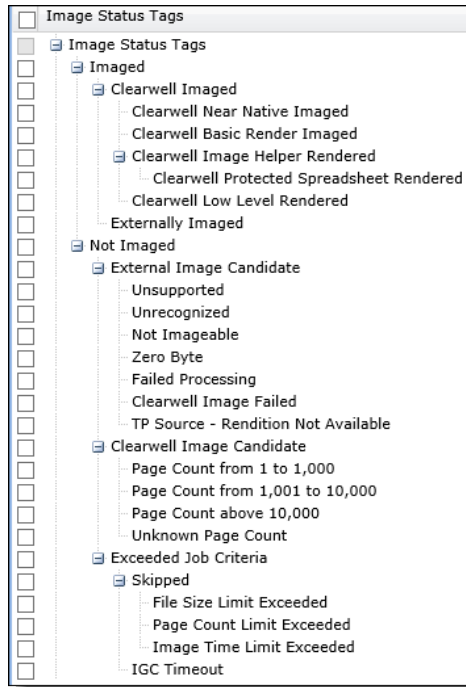 Image Status Tags
Image Status Tags
Imaged
Clearwell Imaged
Clearwell Near Native Imaged
Clearwell Basic Render Imaged
Clearwell Image Helper Rendered
Clearwell Protected Spreadsheet Rendered
Clearwell Low Level Rendered
Externally Imaged
Not Imaged
External Image Candidate
Unsupported
Unrecognized
Not Imageable
Zero Byte
Failed Processing
Clearwell Image Failed
TP Source - Rendition Not Available
Clearwell Image Candidate
Page Count from 1 to 1,000
Page Count from 1,001 to 10,000
Page Count above 10,000
Unknown Page Count
Exceeded Job Criteria
Skipped
File Size Limit Exceeded
Page Count Limit Exceeded
Image Time Limit Exceeded
IGC Timeout